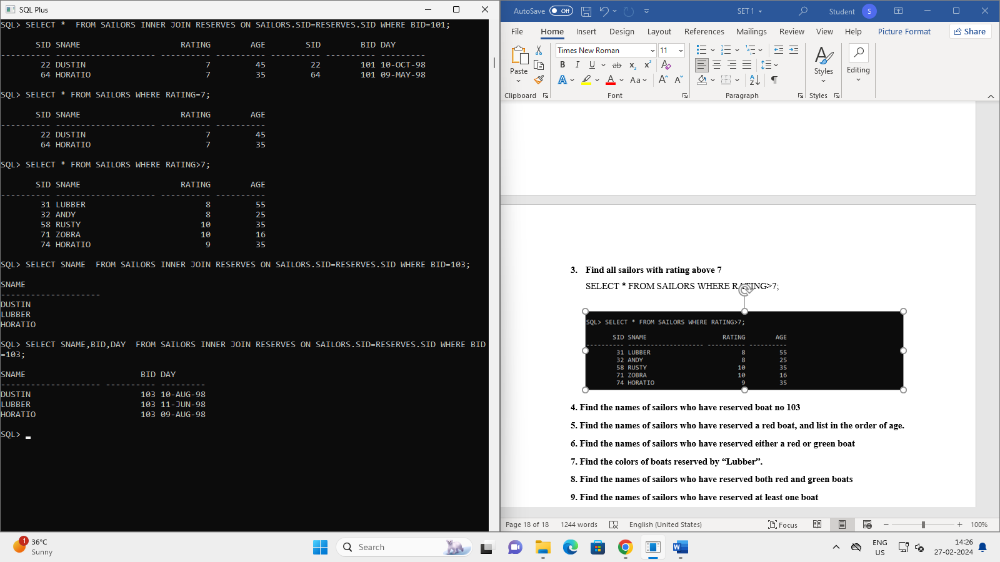 SQL Plus
SQL> SELECT *  FROM SAILORS INNER JOIN RESERVES ON SAILORS.SID=RESERVES.SID WHERE BID=101;
SID SNAME RATING AGE SID BID DAY
---------- -------------------- ---------- ---------- ---------- ---------- ---------
22 DUSTIN 7 45 22 101 10-OCT-98
64 HORATIO 7 35 64 101 09-MAY-98
SQL> SELECT * FROM SAILORS WHERE RATING=7;
SID SNAME RATING AGE
---------- -------------------- ---------- ----------
22 DUSTIN 7 45
64 HORATIO 7 35
SQL> SELECT * FROM SAILORS WHERE RATING>7;
SID SNAME RATING AGE
---------- -------------------- ---------- ----------
31 LUBBER 8 55
32 ANDY 8 25
58 RUSTY 10 35
71 ZOBRA 10 16
74 HORATIO 9 35
SQL> SELECT SNAME  FROM SAILORS INNER JOIN RESERVES ON SAILORS.SID=RESERVES.SID WHERE BID=103;
SNAME
--------------------
DUSTIN
LUBBER
HORATIO
SQL> SELECT SNAME,BID,DAY  FROM SAILORS INNER JOIN RESERVES ON SAILORS.SID=RESERVES.SID WHERE BID
=103;
SNAME BID DAY
-------------------- ---------- ---------
DUSTIN 103 10-AUG-98
LUBBER 103 11-JUN-98
HORATIO 103 09-AUG-98
SQL>
AutoSave Off SET 1 Student S
File Home Insert Design Layout References Mailings Review View Help Picture Format Share
Times New Roman 11
Paste B I U ab x₂ x² Styles Editing
A A Aa A A
Clipboard Font Paragraph Styles
3. Find all sailors with rating above 7
SELECT * FROM SAILORS WHERE RATING>7;
SQL> SELECT * FROM SAILORS WHERE RATING>7;
SID SNAME RATING AGE
---------- -------------------- ---------- ----------
31 LUBBER 8 55
32 ANDY 8 25
58 RUSTY 10 35
71 ZOBRA 10 16
74 HORATIO 9 35
4. Find the names of sailors who have reserved boat no 103
5. Find the names of sailors who have reserved a red boat, and list in the order of age.
6. Find the names of sailors who have reserved either a red or green boat
7. Find the colors of boats reserved by “Lubber”.
8. Find the names of sailors who have reserved both red and green boats
9. Find the names of sailors who have reserved at least one boat
Page 18 of 18 1244 words English (United States) Focus 100%
1 36°C
Sunny
Search
ENG
US
14:26
27-02-2024